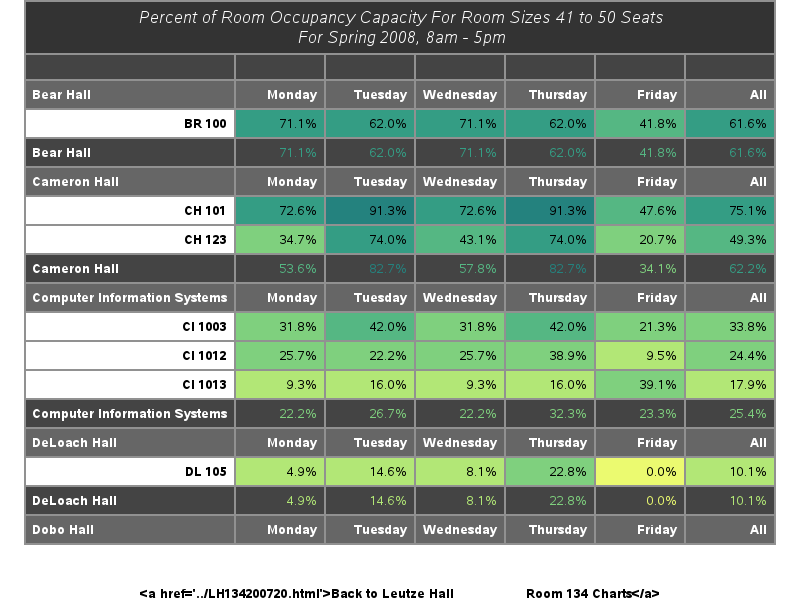 Percent of Room Occupancy Capacity For Room Sizes 41 to 50 Seats
For Spring 2008, 8am - 5pm
Bear Hall Monday Tuesday Wednesday Thursday Friday All
BR 100 71.1% 62.0% 71.1% 62.0% 41.8% 61.6%
Bear Hall 71.1% 62.0% 71.1% 62.0% 41.8% 61.6%
Cameron Hall Monday Tuesday Wednesday Thursday Friday All
CH 101 72.6% 91.3% 72.6% 91.3% 47.6% 75.1%
CH 123 34.7% 74.0% 43.1% 74.0% 20.7% 49.3%
Cameron Hall 53.6% 82.7% 57.8% 82.7% 34.1% 62.2%
Computer Information Systems Monday Tuesday Wednesday Thursday Friday All
CI 1003 31.8% 42.0% 31.8% 42.0% 21.3% 33.8%
CI 1012 25.7% 22.2% 25.7% 38.9% 9.5% 24.4%
CI 1013 9.3% 16.0% 9.3% 16.0% 39.1% 17.9%
Computer Information Systems 22.2% 26.7% 22.2% 32.3% 23.3% 25.4%
DeLoach Hall Monday Tuesday Wednesday Thursday Friday All
DL 105 4.9% 14.6% 8.1% 22.8% 0.0% 10.1%
DeLoach Hall 4.9% 14.6% 8.1% 22.8% 0.0% 10.1%
Dobo Hall Monday Tuesday Wednesday Thursday Friday All
<a href='../LH134200720.html'>Back to Leutze Hall Room 134 Charts</a>